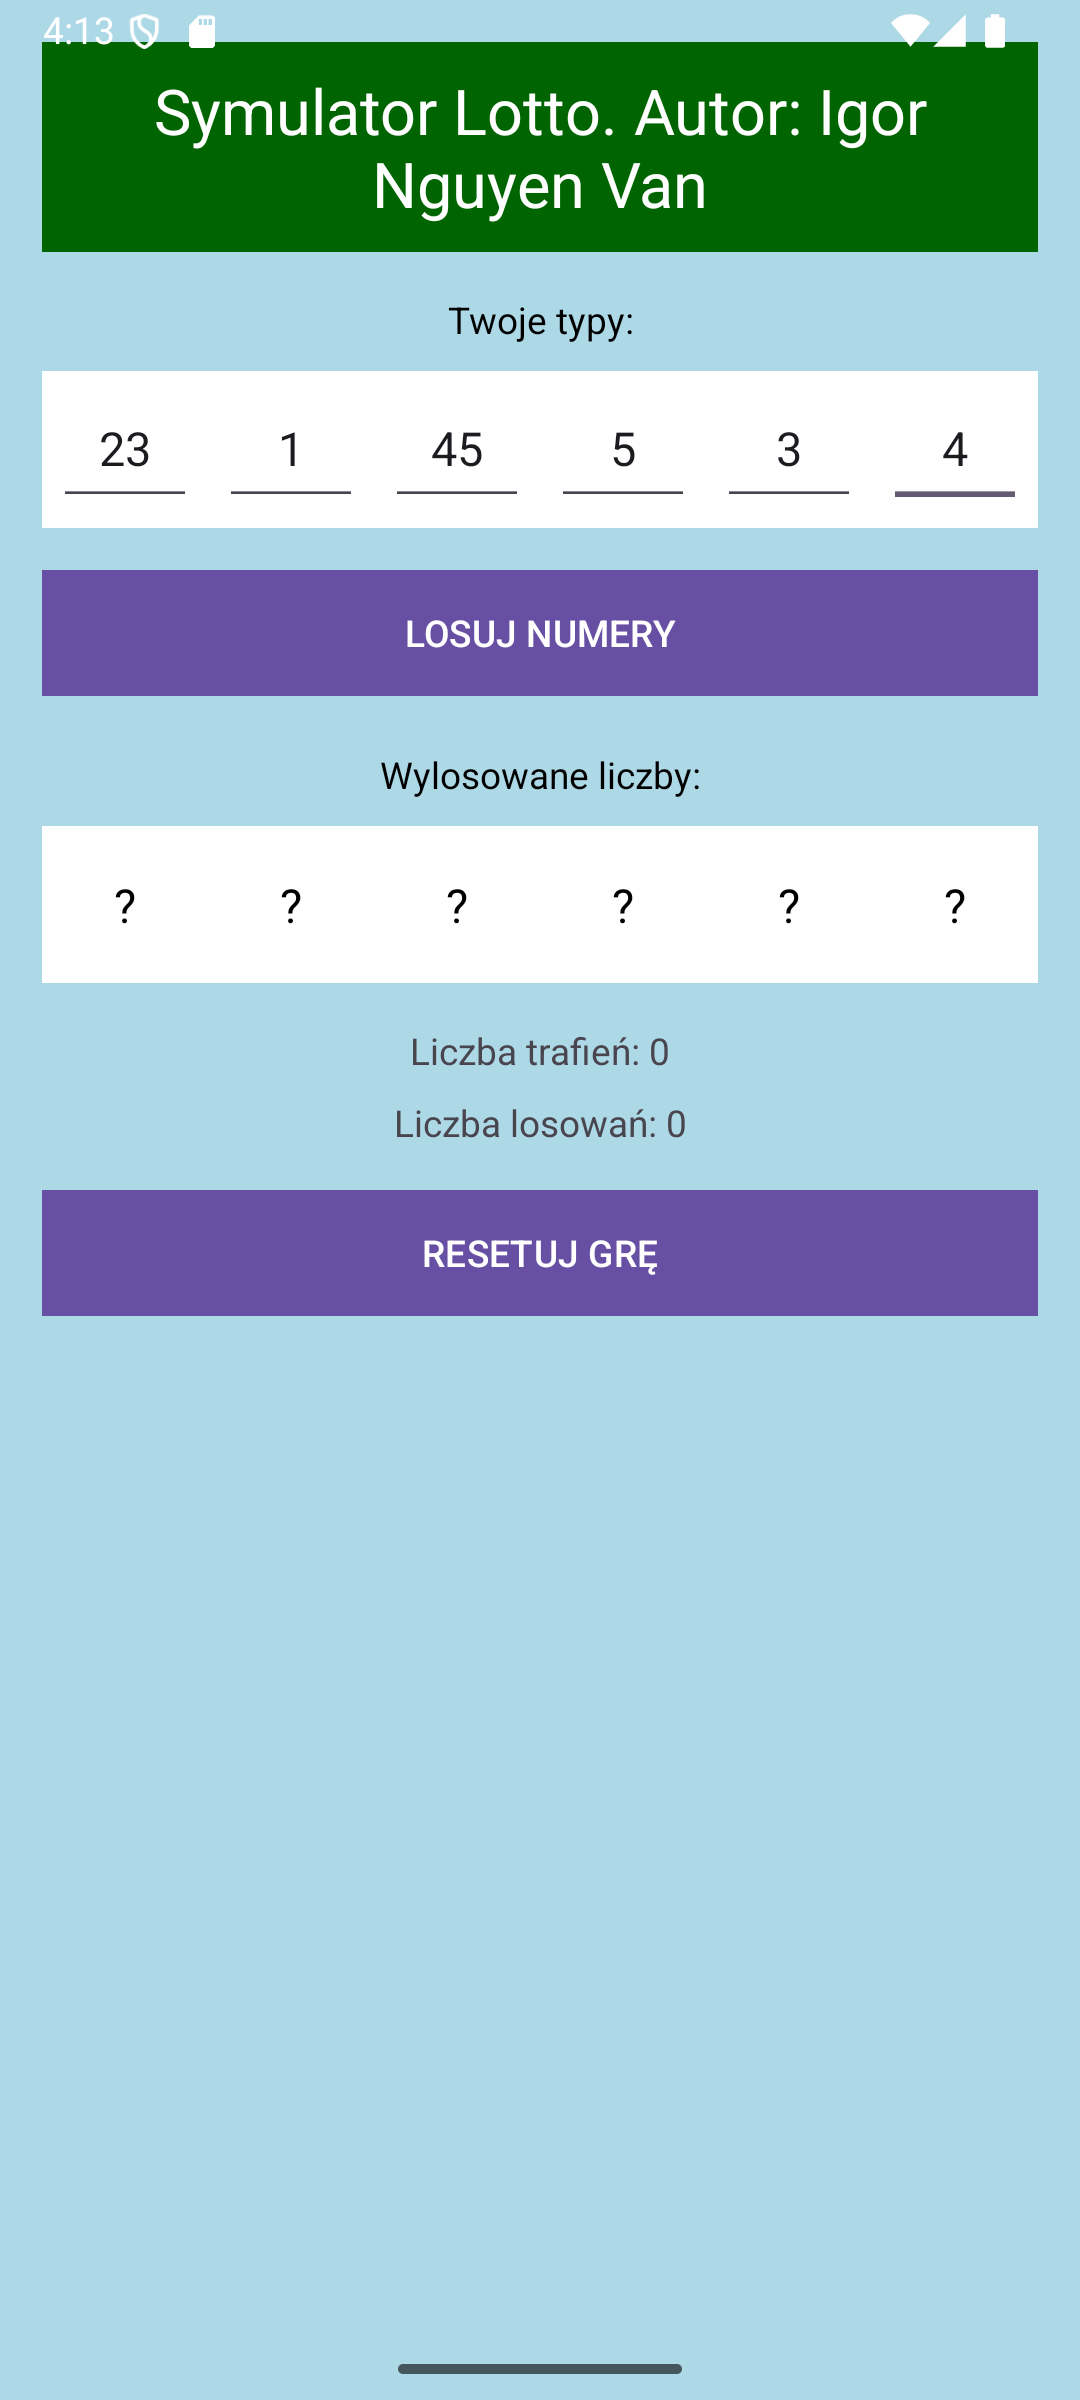 4:13
Symulator Lotto. Autor: Igor
Nguyen Van
Twoje typy:
23 1 45 5 3 4
LOSUJ NUMERY
Wylosowane liczby:
? ? ? ? ? ?
Liczba trafień: 0
Liczba losowań: 0
RESETUJ GRĘ